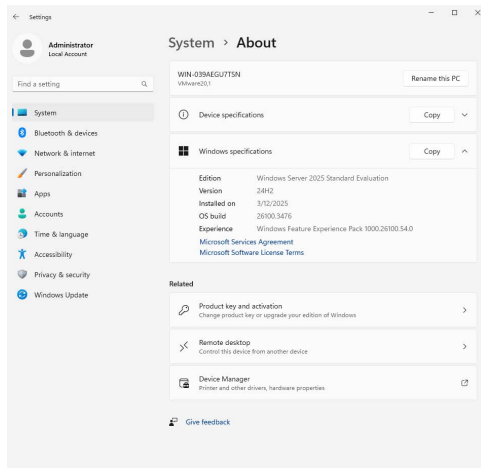 Settings
Administrator
Local Account
Find a setting
System
Bluetooth & devices
Network & internet
Personalization
Apps
Accounts
Time & language
Accessibility
Privacy & security
Windows Update
System > About
WIN-039AEGU7TSN
VMware20,1
Rename this PC
Device specifications
Copy
Windows specifications
Copy
Edition Windows Server 2025 Standard Evaluation
Version 24H2
Installed on 3/12/2025
OS build 26100.3476
Experience Windows Feature Experience Pack 1000.26100.54.0
Microsoft Services Agreement
Microsoft Software License Terms
Related
Product key and activation
Change product key or upgrade your edition of Windows
Remote desktop
Control this device from another device
Device Manager
Printer and other drivers, hardware properties
Give feedback